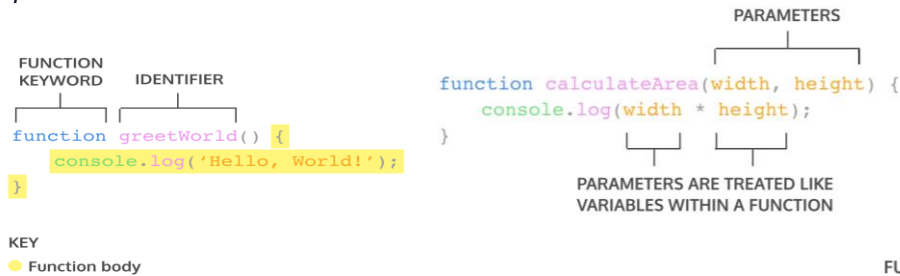 FUNCTION
KEYWORD
IDENTIFIER
function greetWorld() {
console.log(‘Hello, World!’);
}
KEY
Function body
PARAMETERS
function calculateArea(width, height) {
console.log(width * height);
}
PARAMETERS ARE TREATED LIKE
VARIABLES WITHIN A FUNCTION